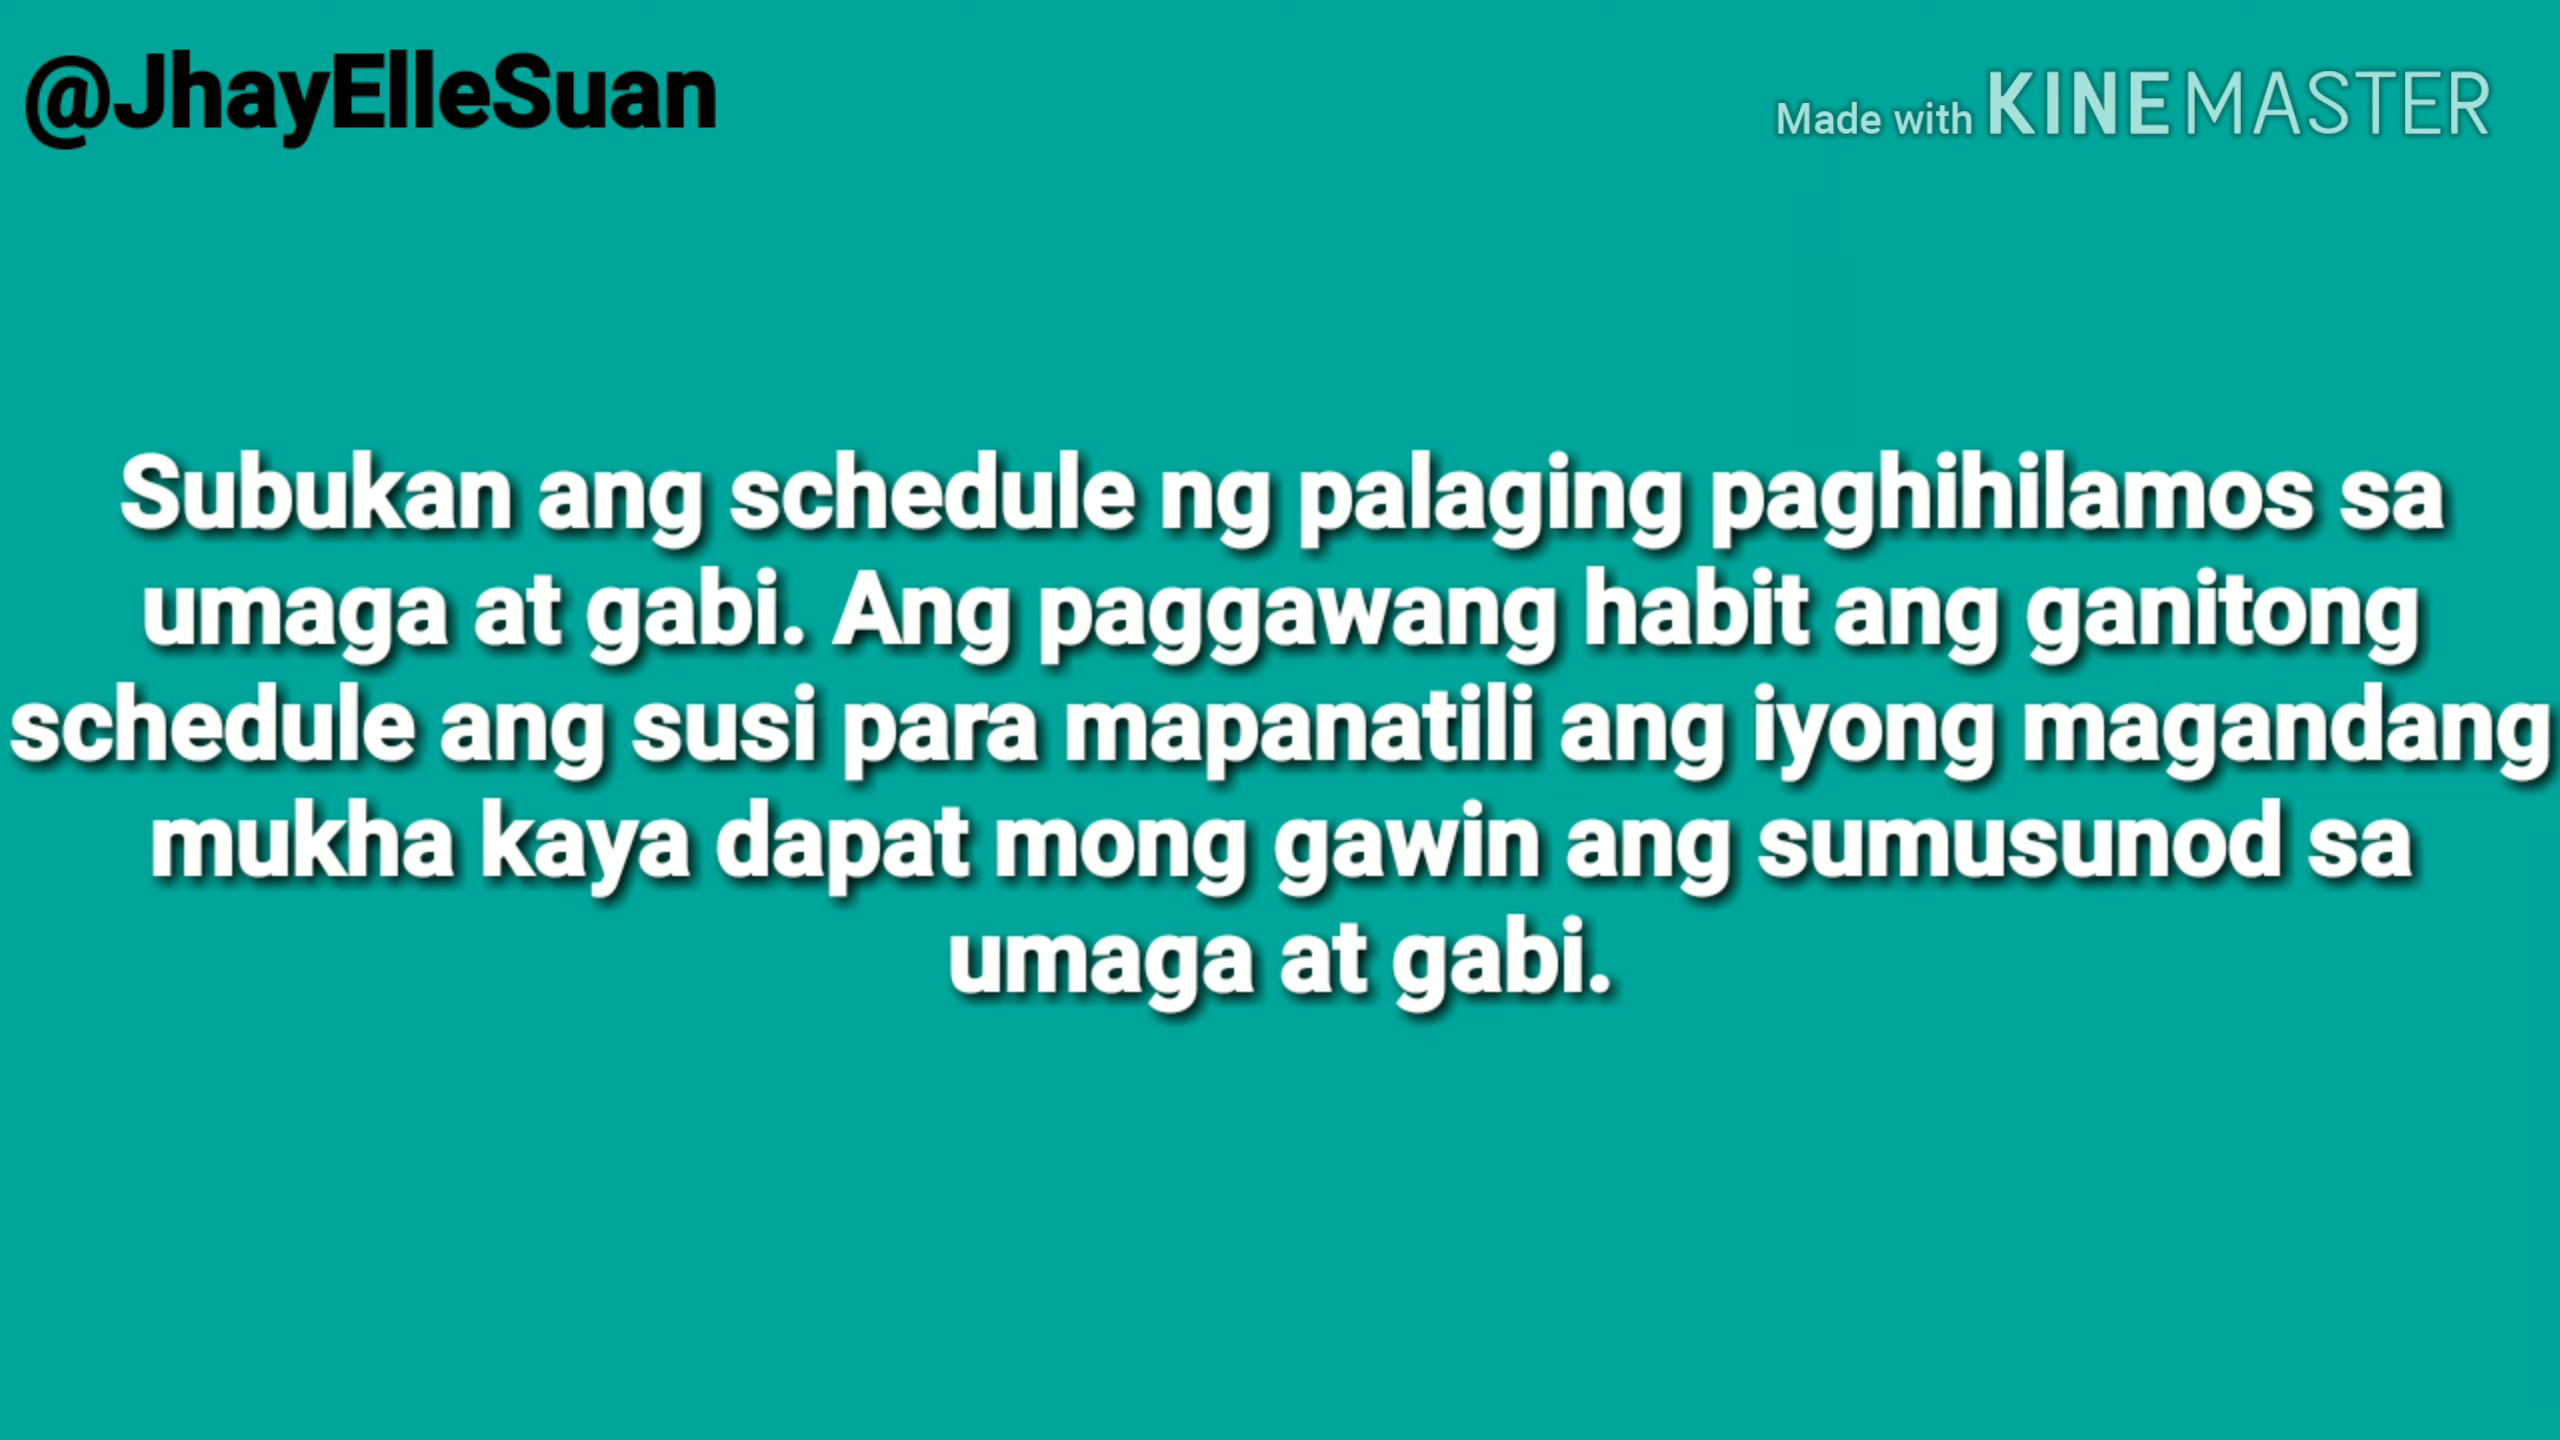 @JhayElleSuan
Made with KINEMASTER
Subukan ang schedule ng palaging paghihilamos sa
umaga at gabi. Ang paggawang habit ang ganitong
schedule ang susi para mapanatili ang iyong magandang
mukha kaya dapat mong gawin ang sumusunod sa
umaga at gabi.